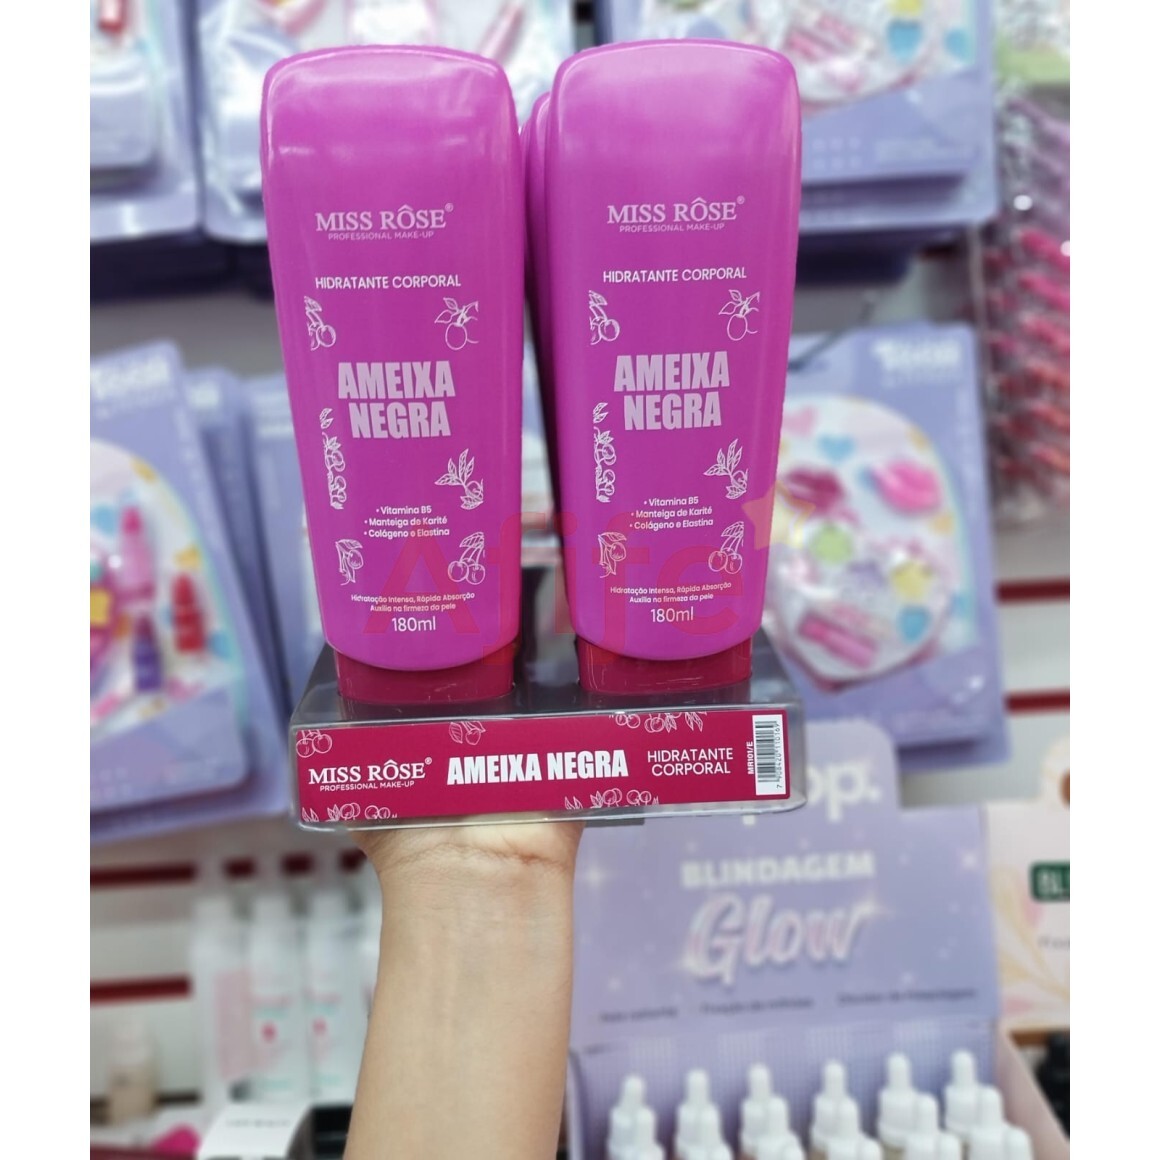 MISS RÔSE®
PROFESSIONAL MAKE-UP
HIDRATANTE CORPORAL
AMEIXA
NEGRA
• Vitamina B5
• Manteiga de Karité
• Colágeno e Elastina
Hidratação Intensa, Rápida Absorção
Auxilia na firmeza da pele
180ml
MISS RÔSE®
PROFESSIONAL MAKE-UP
HIDRATANTE CORPORAL
AMEIXA
NEGRA
• Vitamina B5
• Manteiga de Karité
• Colágeno e Elastina
Hidratação Intensa, Rápida Absorção
Auxilia na firmeza da pele
180ml
Afife
MISS RÔSE®
PROFESSIONAL MAKE-UP
AMEIXA NEGRA
HIDRATANTE
CORPORAL
MR101/E
BLINDAGEM
Glow